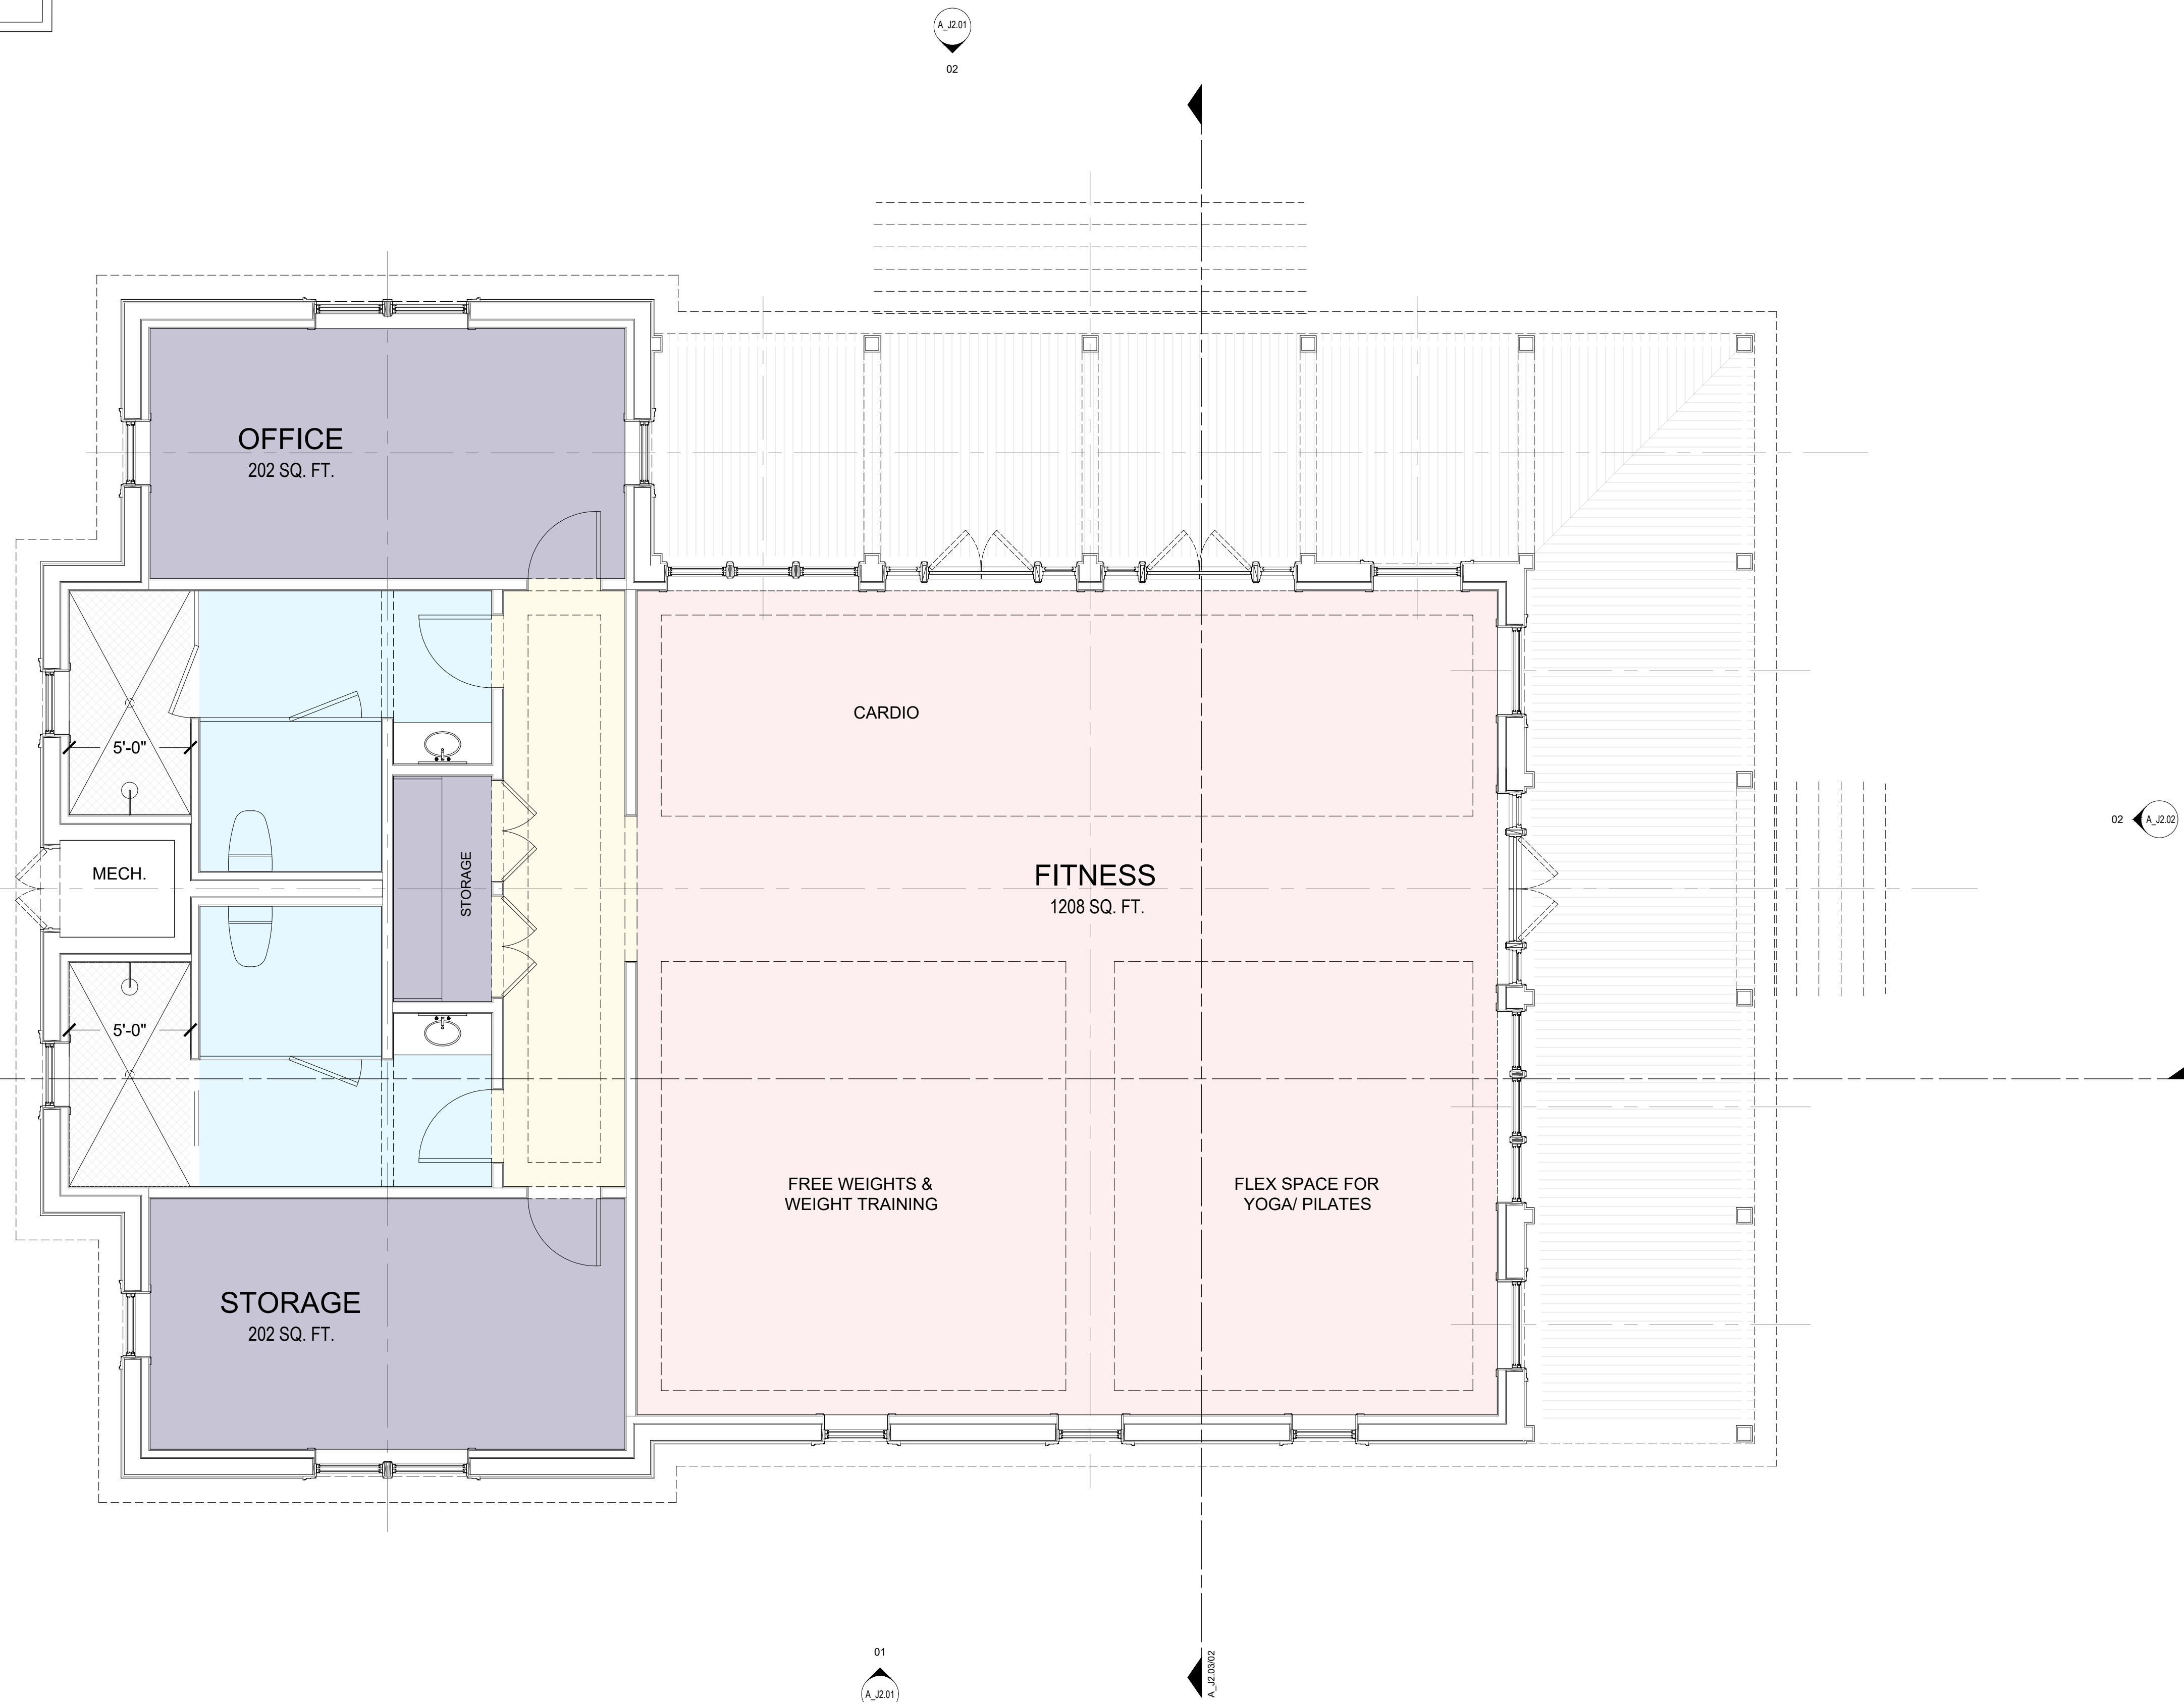 A_J2.01
02
OFFICE
202 SQ. FT.
5'-0"
CARDIO
MECH.
STORAGE
FITNESS
1208 SQ. FT.
02
A_J2.02
5'-0"
FREE WEIGHTS &
WEIGHT TRAINING
FLEX SPACE FOR
YOGA/ PILATES
STORAGE
202 SQ. FT.
01
A_J2.01
A_J2.03/02